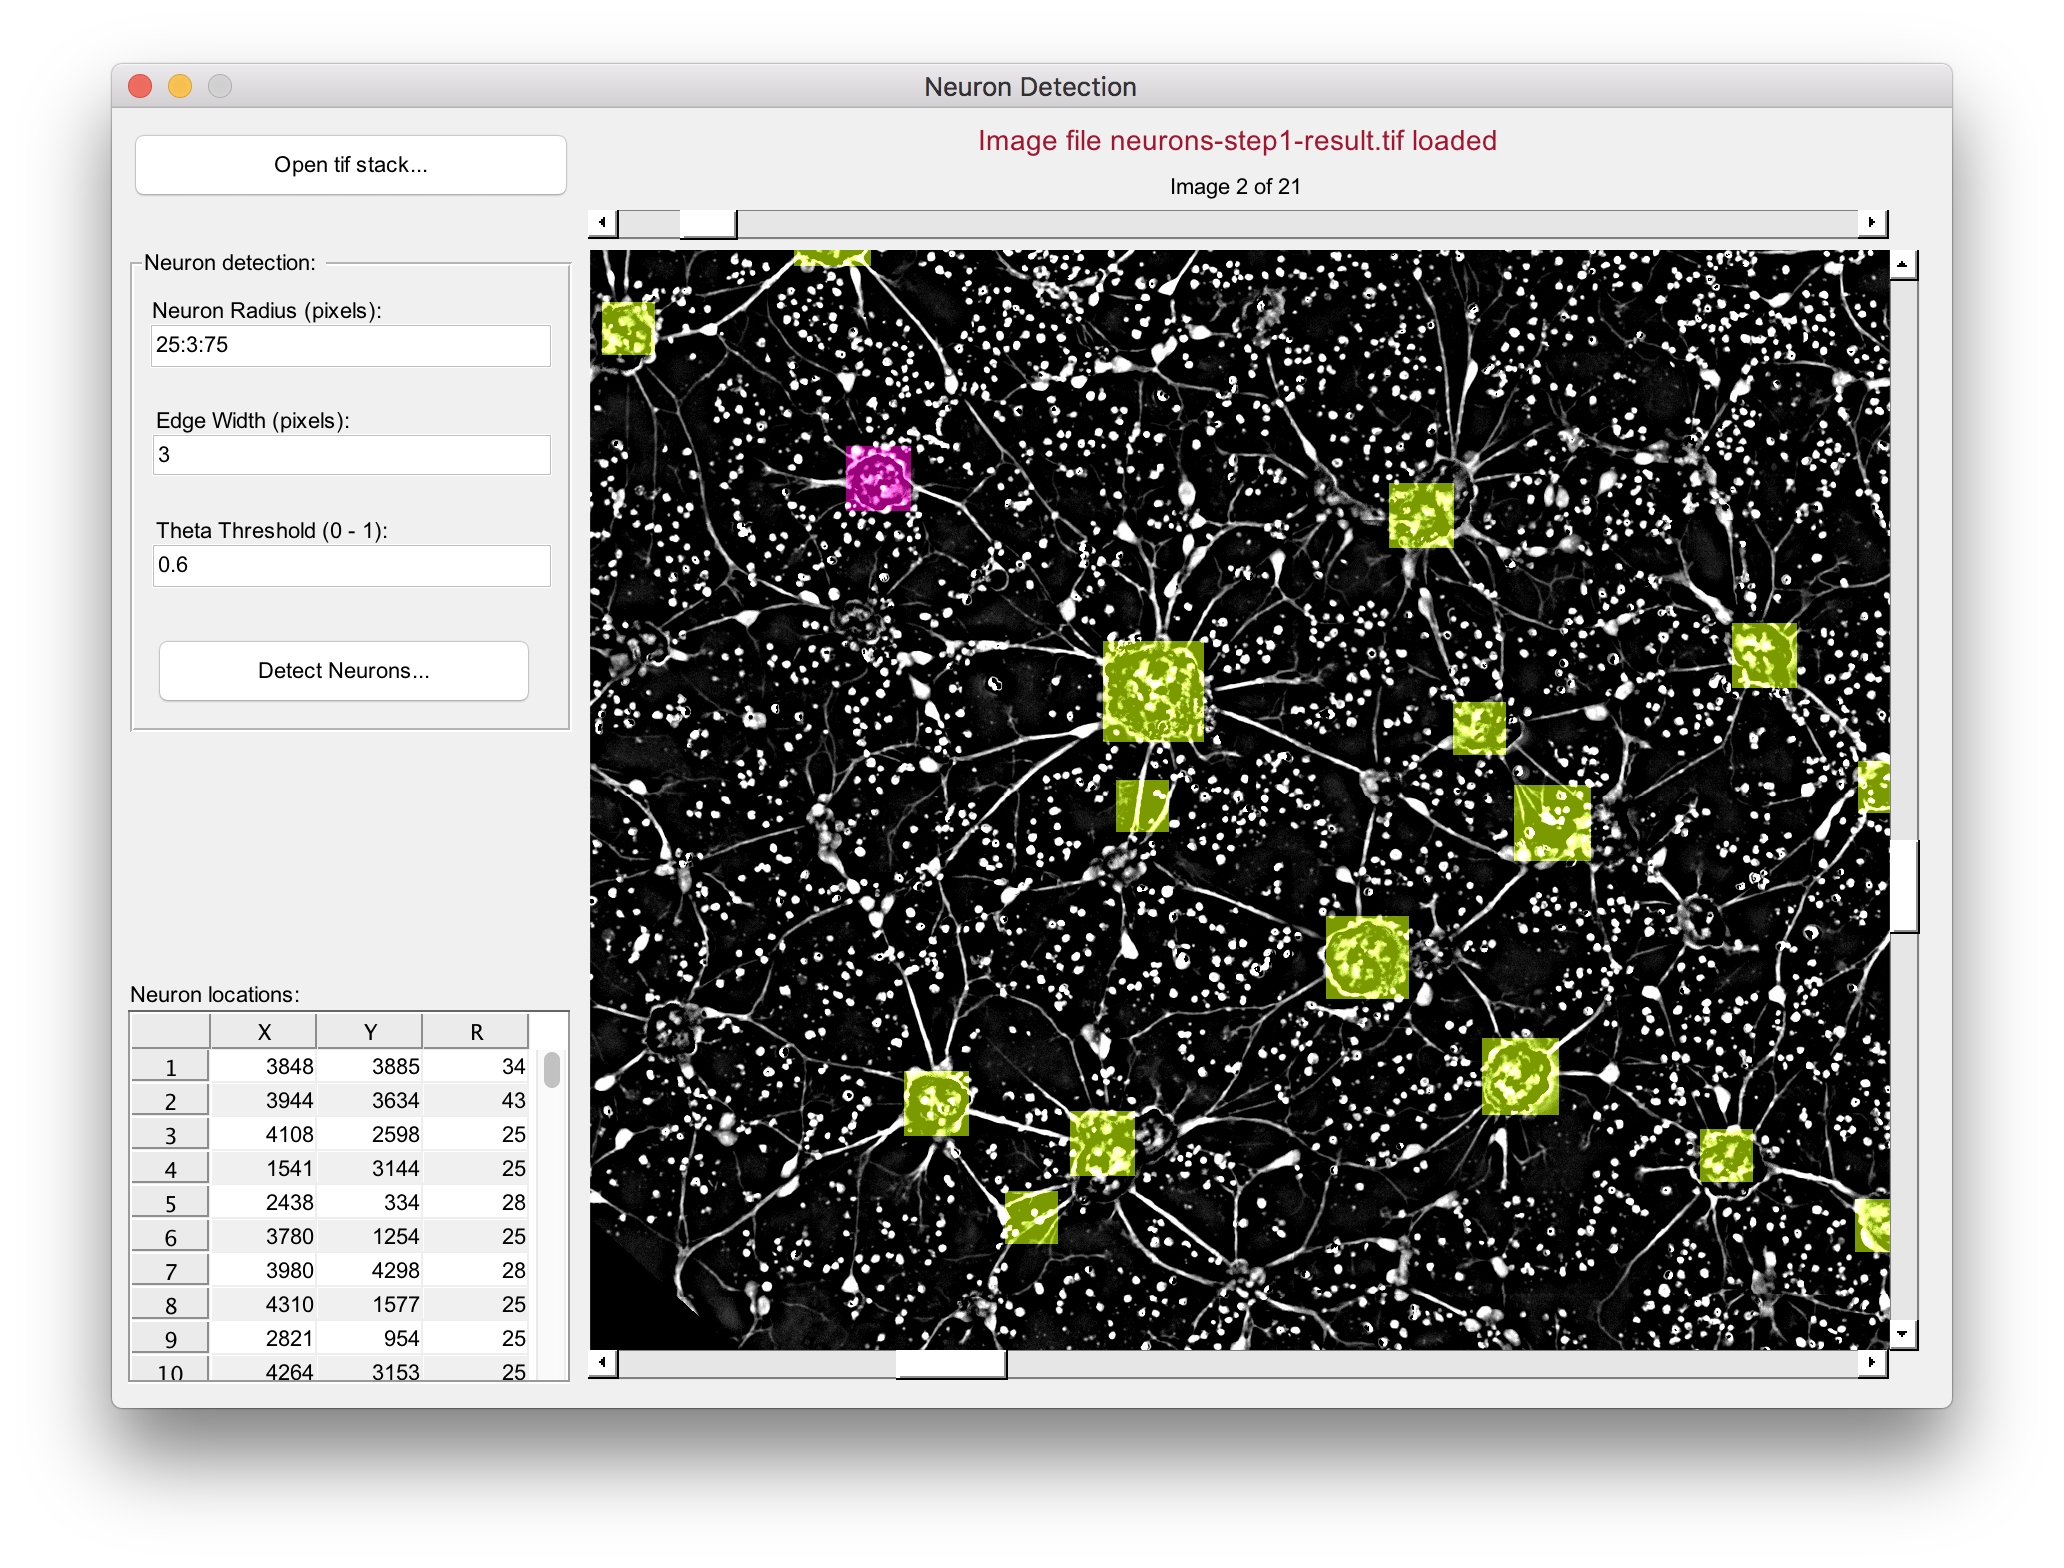 Neuron Detection
Open tif stack...
Image file neurons-step1-result.tif loaded
Image 2 of 21
Neuron detection:
Neuron Radius (pixels):
25:3:75
Edge Width (pixels):
3
Theta Threshold (0 - 1):
0.6
Detect Neurons...
Neuron locations:
X Y R
1 3848 3885 34
2 3944 3634 43
3 4108 2598 25
4 1541 3144 25
5 2438 334 28
6 3780 1254 25
7 3980 4298 28
8 4310 1577 25
9 2821 954 25
10 4264 3153 25